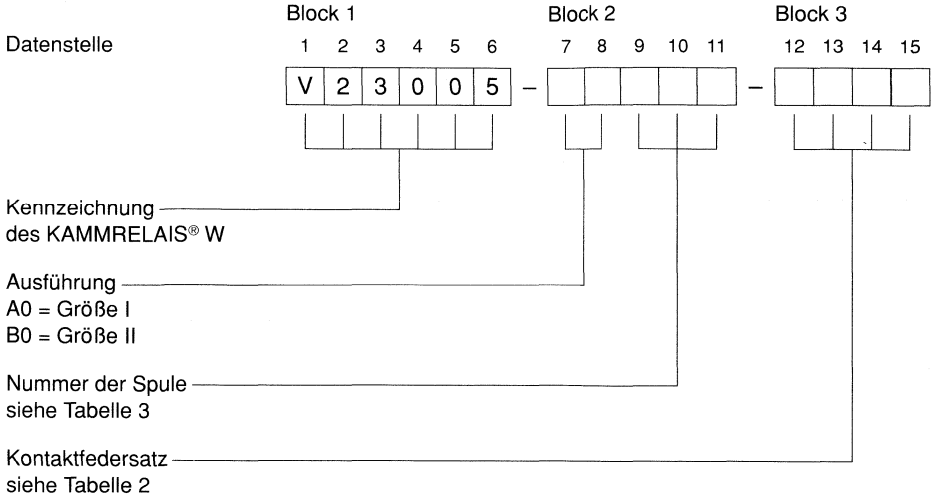 Block 1 Block 2 Block 3
Datenstelle 1 2 3 4 5 6 7 8 9 10 11 12 13 14 15
V 2 3 0 0 5 – –
Kennzeichnung
des KAMMRELAIS® W
Ausführung
A0 = Größe I
B0 = Größe II
Nummer der Spule
siehe Tabelle 3
Kontaktfedersatz
siehe Tabelle 2